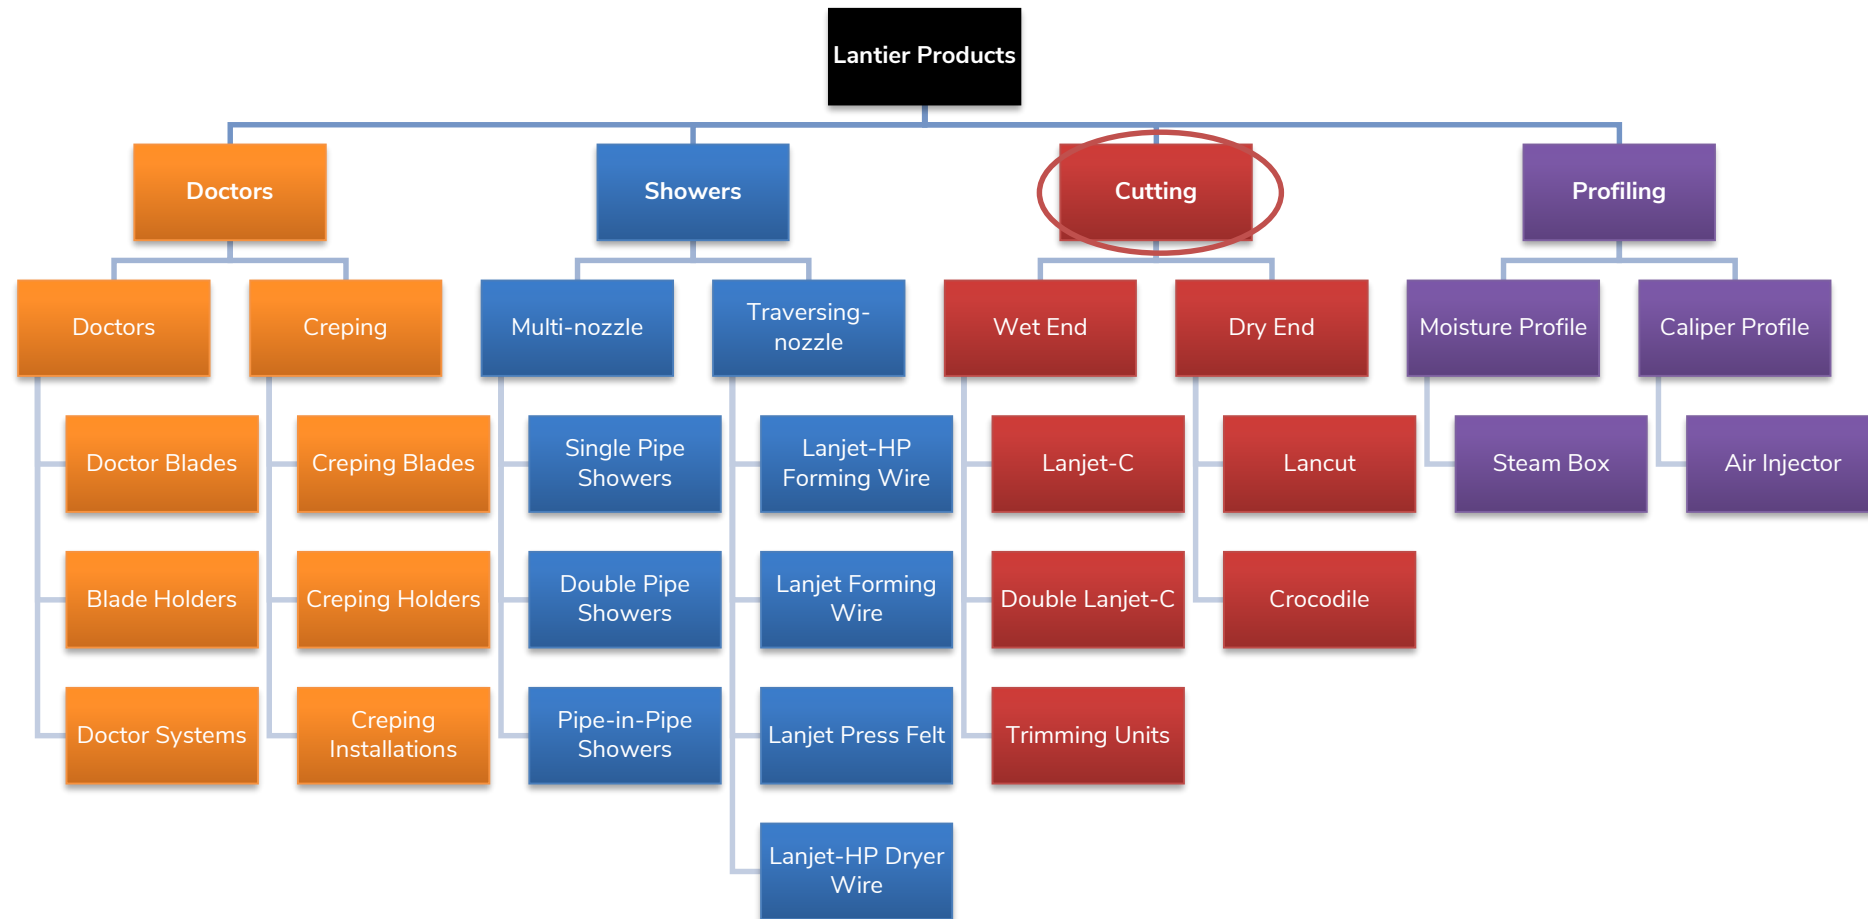 Lantier Products
Doctors
Showers
Cutting
Profiling
Doctors
Creping
Multi-nozzle
Traversing-
nozzle
Wet End
Dry End
Moisture Profile
Caliper Profile
Doctor Blades
Creping Blades
Single Pipe
Showers
Lanjet-HP
Forming Wire
Lanjet-C
Lancut
Steam Box
Air Injector
Blade Holders
Creping Holders
Double Pipe
Showers
Lanjet Forming
Wire
Double Lanjet-C
Crocodile
Doctor Systems
Creping
Installations
Pipe-in-Pipe
Showers
Lanjet Press Felt
Trimming Units
Lanjet-HP Dryer
Wire